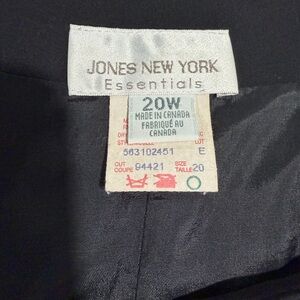 JONES NEW YORK
Essentials
20W
MADE IN CANADA
FABRIQUÉ AU
CANADA
563102451 E
CUT SIZE
COUPE 94421 TAILLE 20